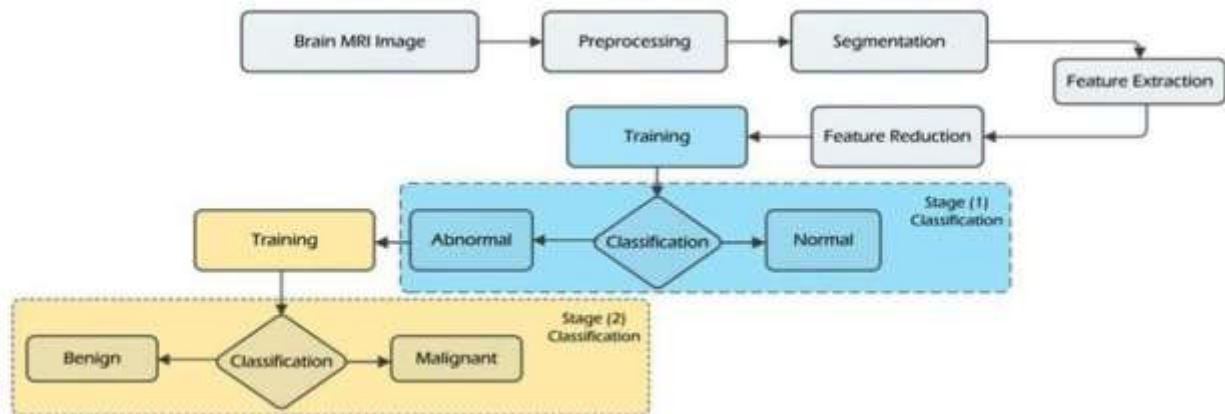 Brain MRI Image
Preprocessing
Segmentation
Feature Extraction
Feature Reduction
Training
Stage (1)
Classification
Classification
Normal
Abnormal
Training
Stage (2)
Classification
Classification
Benign
Malignant